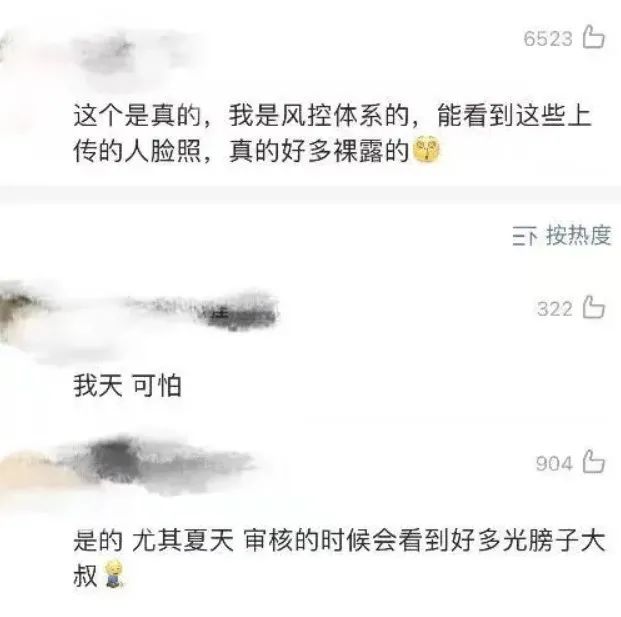 6523
这个是真的，我是风控体系的，能看到这些上
传的人脸照，真的好多裸露的
按热度
322
我天 可怕
904
是的 尤其夏天 审核的时候会看到好多光膀子大
叔